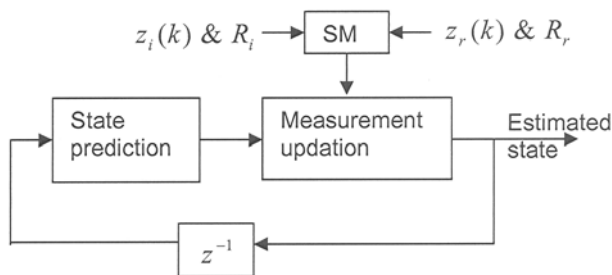 z_i(k) & R_i
SM
z_r(k) & R_r
State
prediction
Measurement
updation
Estimated
state
z^{-1}